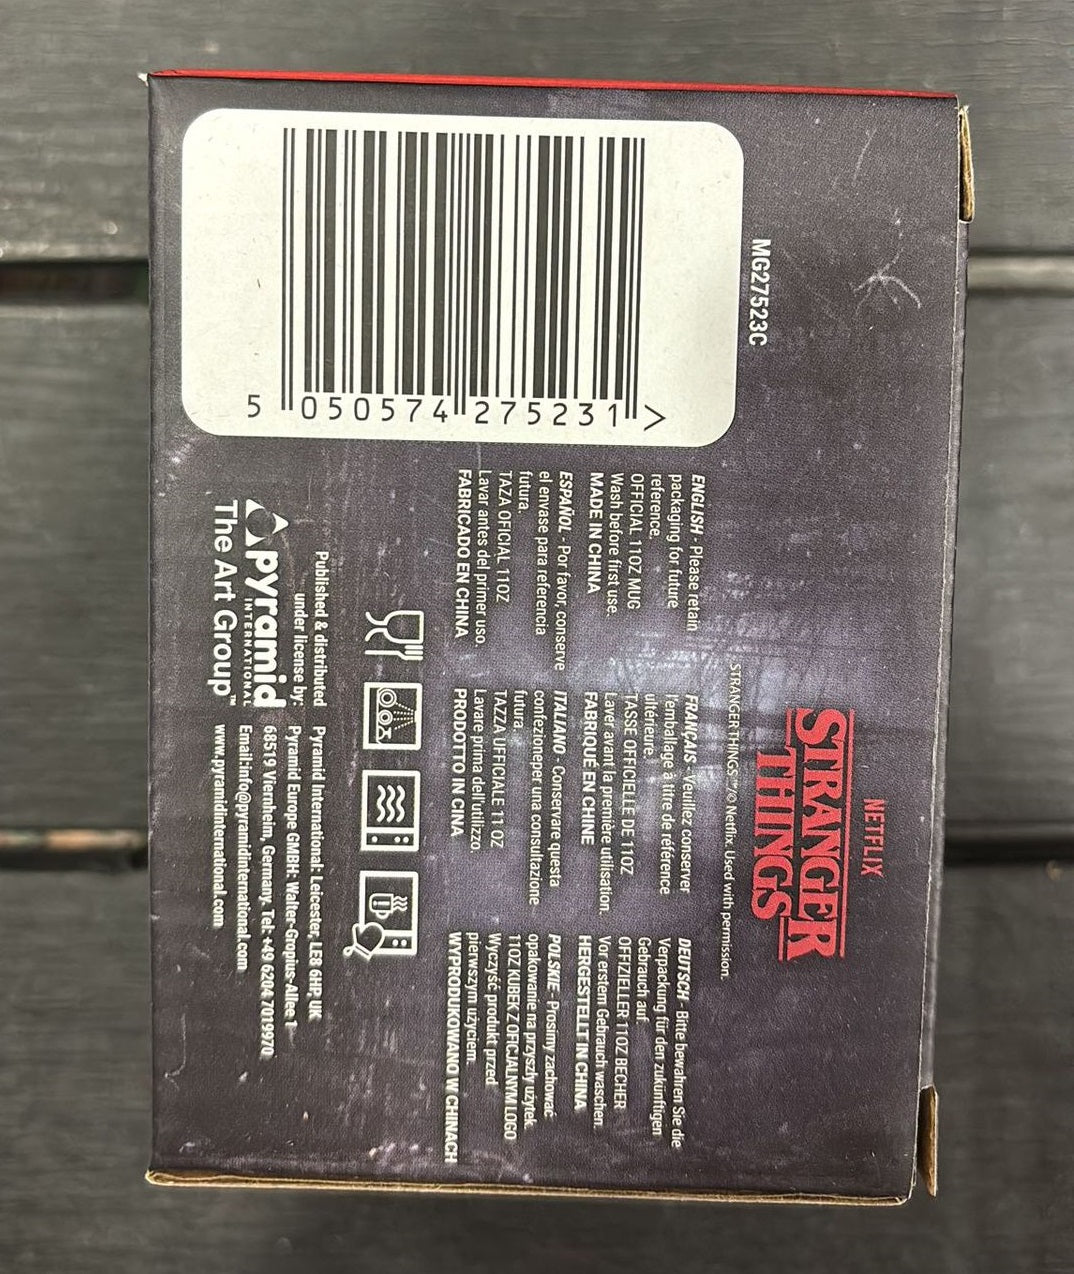 NETFLIX
STRANGER
THINGS
STRANGER THINGS™/© Netflix. Used with permission.
MG27523C
5 050574 275231 >
ENGLISH - Please retain
packaging for future
reference.
OFFICIAL 11OZ MUG
Wash before first use.
MADE IN CHINA
ESPAÑOL - Por favor, conserve
el envase para referencia
futura.
TAZA OFICIAL 11OZ
Lavar antes del primer uso.
FABRICADO EN CHINA
FRANÇAIS - Veuillez conserver
l'emballage à titre de référence
ultérieure.
TASSE OFFICIELLE DE 11OZ
Laver avant la première utilisation.
FABRIQUÉ EN CHINE
ITALIANO - Conservare questa
confezioneper una consultazione
futura.
TAZZA UFFICIALE 11 OZ
Lavare prima dell'utilizzo.
PRODOTTO IN CINA
DEUTSCH - Bitte bewahren Sie die
Verpackung für den zukünftigen
Gebrauch auf.
OFFIZIELLER 11OZ BECHER
Vor erstem Gebrauch waschen.
HERGESTELLT IN CHINA
POLSKIE - Prosimy zachować
opakowanie na przyszły użytek.
11OZ KUBEK Z OFICJALNYM LOGO
Wyczyść produkt przed
pierwszym użyciem.
WYPRODUKOWANO W CHINACH
Published & distributed
under license by:
pyramid
INTERNATIONAL
The Art Group™
Pyramid International: Leicester, LE8 6HP, UK
Pyramid Europe GMBH: Walter-Gropius-Allee 1
68519 Viernheim, Germany. Tel: +49 6204 7019970
Email:info@pyramidinternational.com
www.pyramidinternational.com